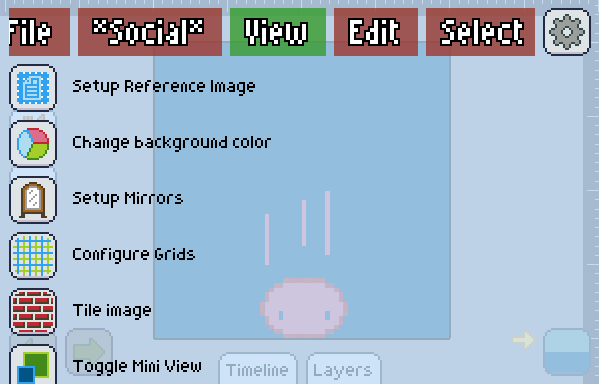 File *Social* View Edit Select
Setup Reference Image
Change background color
Setup Mirrors
Configure Grids
Tile image
Toggle Mini View
Timeline Layers